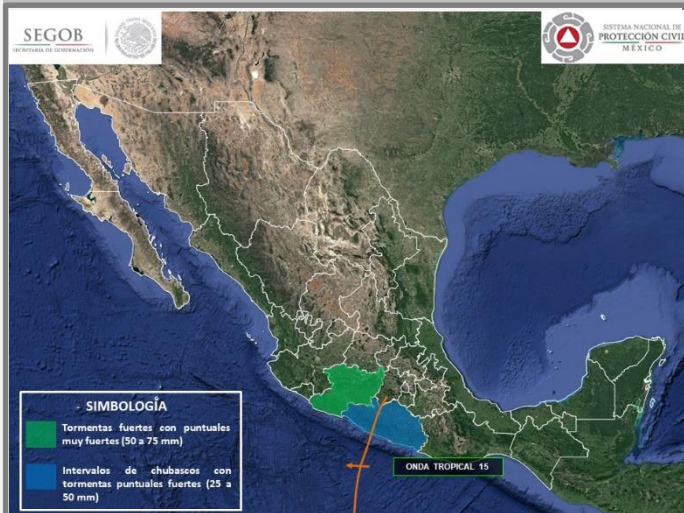 SEGOB
SECRETARÍA DE GOBERNACIÓN
SISTEMA NACIONAL DE
PROTECCIÓN CIVIL
MÉXICO
SIMBOLOGÍA
Tormentas fuertes con puntuales
muy fuertes (50 a 75 mm)
Intervalos de chubascos con
tormentas puntuales fuertes (25 a
50 mm)
ONDA TROPICAL 15